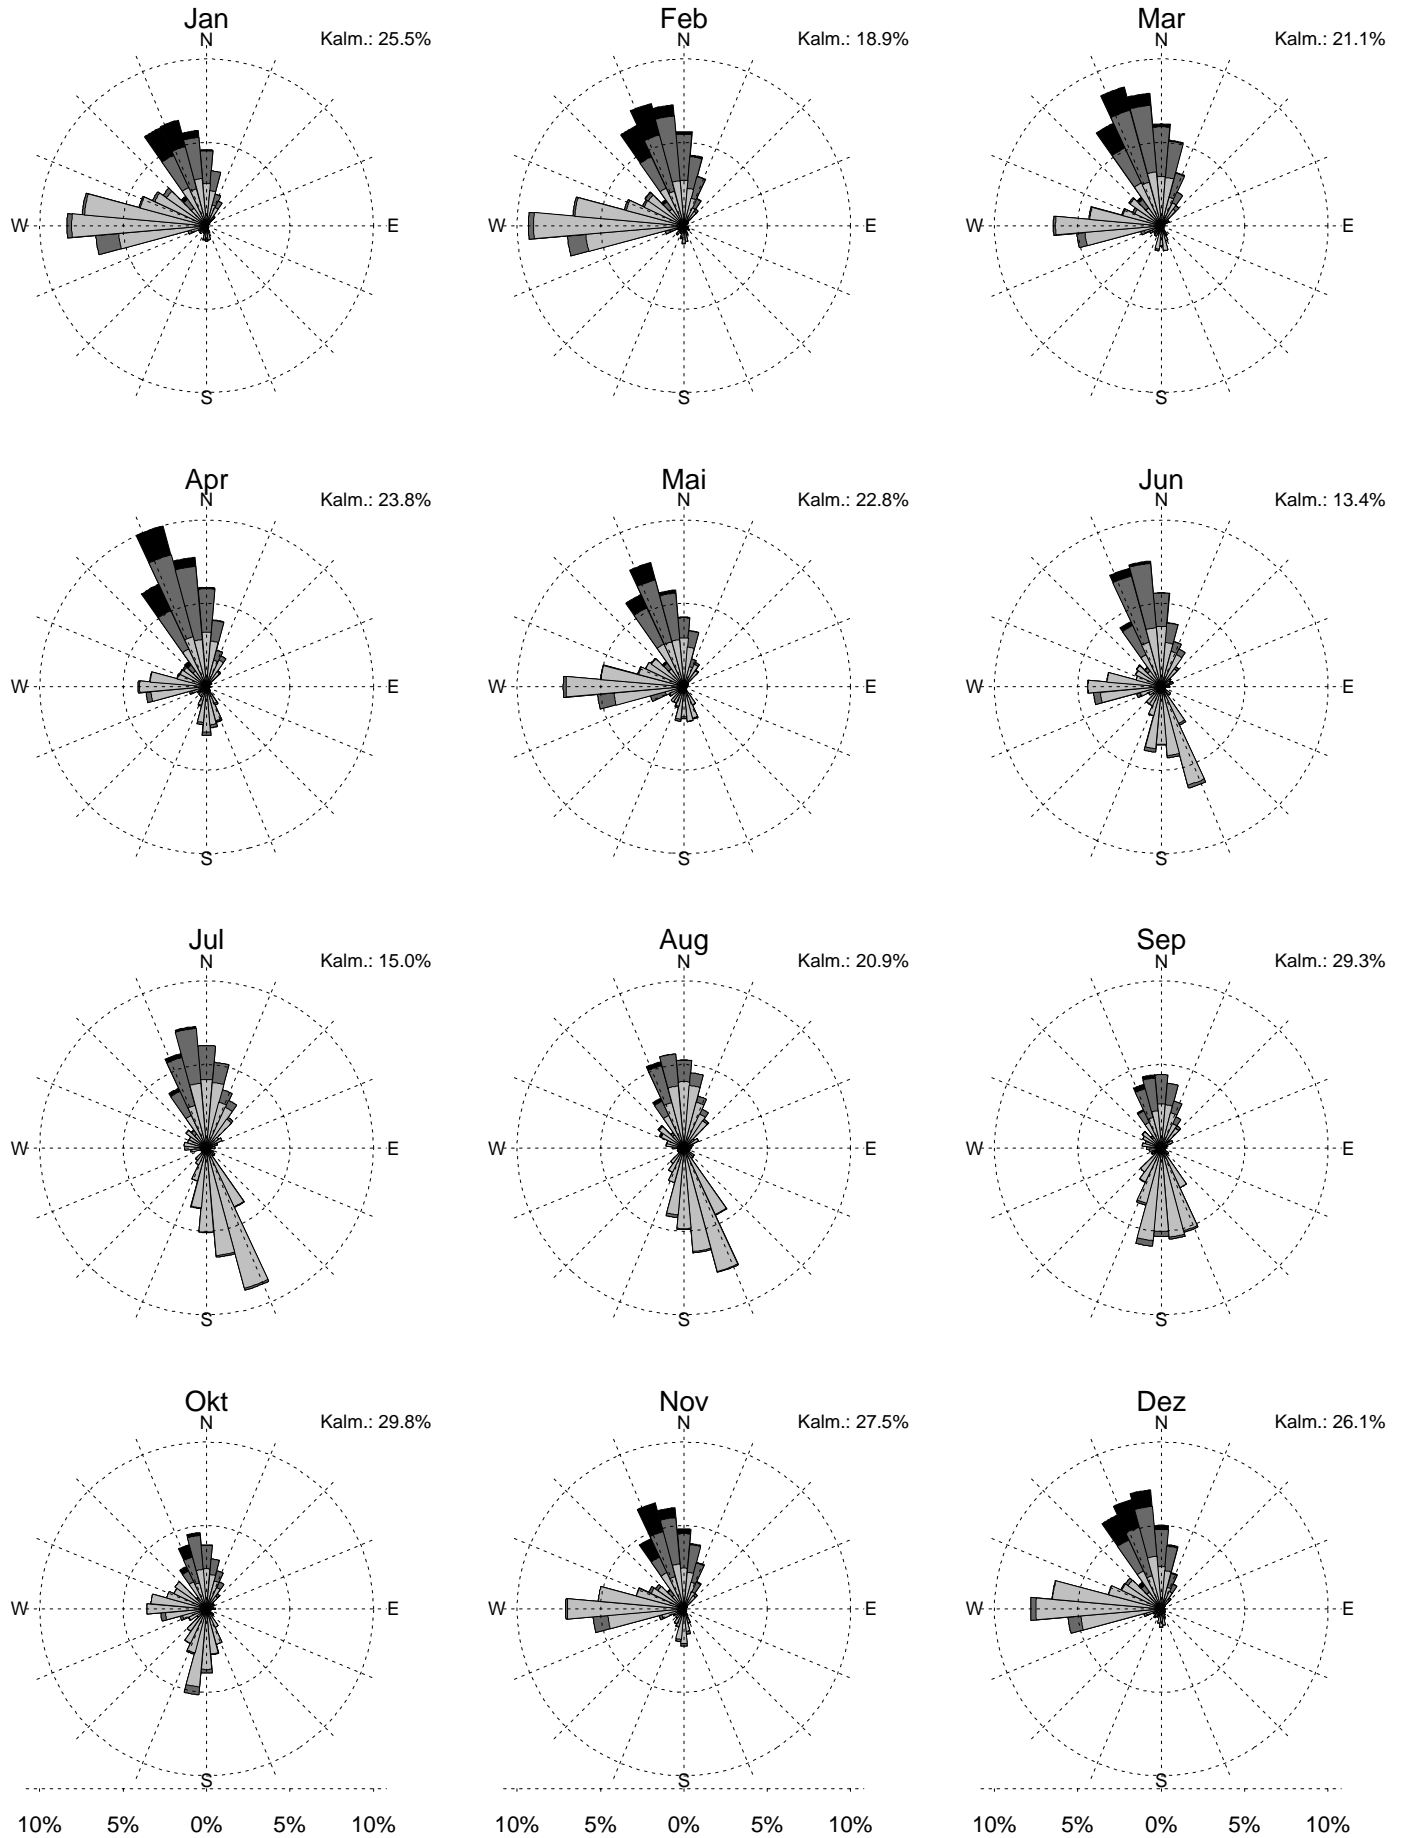 Jan Feb Mar
N Kalm.: 25.5% N Kalm.: 18.9% N Kalm.: 21.1%
W E W E W E
S S S
Apr Mai Jun
N Kalm.: 23.8% N Kalm.: 22.8% N Kalm.: 13.4%
W E W E W E
S S S
Jul Aug Sep
N Kalm.: 15.0% N Kalm.: 20.9% N Kalm.: 29.3%
W E W E W E
S S S
Okt Nov Dez
N Kalm.: 29.8% N Kalm.: 27.5% N Kalm.: 26.1%
W E W E W E
S S S
10% 5% 0% 5% 10% 10% 5% 0% 5% 10% 10% 5% 0% 5% 10%